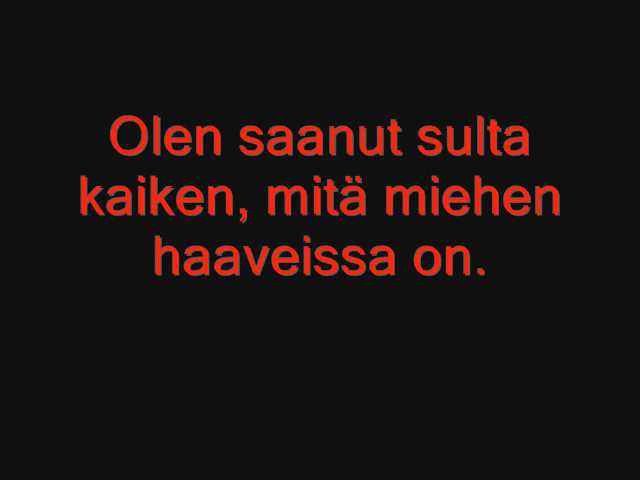 Olen saanut sulta
kaiken, mitä miehen
haaveissa on.